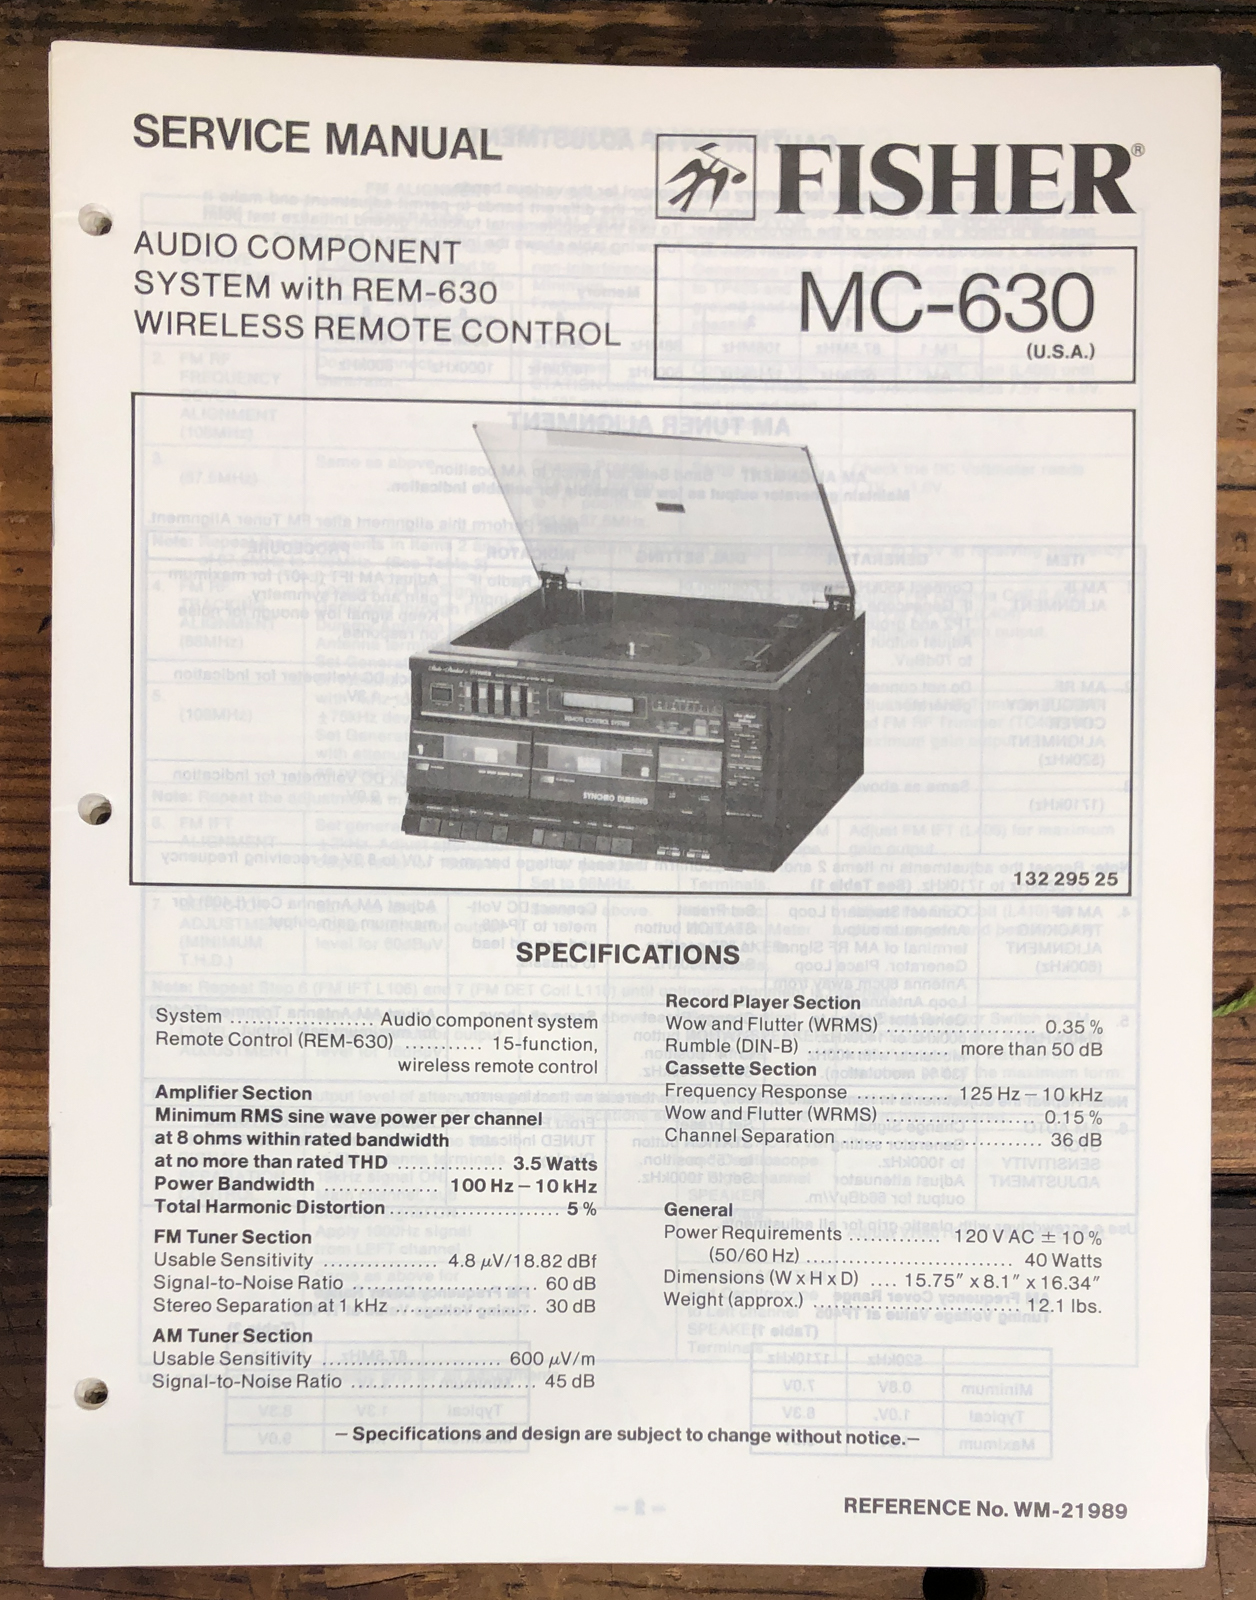 SERVICE MANUAL
FISHER®
AUDIO COMPONENT
SYSTEM with REM-630
WIRELESS REMOTE CONTROL
MC-630
(U.S.A.)
REMOTE CONTROL SYSTEM
SYNCHRO DUBBING
132 295 25
SPECIFICATIONS
System .................. Audio component system
Remote Control (REM-630) ........... 15-function,
wireless remote control
Amplifier Section
Minimum RMS sine wave power per channel
at 8 ohms within rated bandwidth
at no more than rated THD .............. 3.5 Watts
Power Bandwidth ............... 100 Hz – 10 kHz
Total Harmonic Distortion ...................... 5 %
FM Tuner Section
Usable Sensitivity ............... 4.8 μV/18.82 dBf
Signal-to-Noise Ratio ........................ 60 dB
Stereo Separation at 1 kHz ................... 30 dB
AM Tuner Section
Usable Sensitivity ........................ 600 μV/m
Signal-to-Noise Ratio ........................ 45 dB
Record Player Section
Wow and Flutter (WRMS) .................... 0.35 %
Rumble (DIN-B) .................. more than 50 dB
Cassette Section
Frequency Response ............ 125 Hz – 10 kHz
Wow and Flutter (WRMS) .................... 0.15 %
Channel Separation .......................... 36 dB
General
Power Requirements ............ 120 V AC ± 10 %
(50/60 Hz) ........................... 40 Watts
Dimensions (W x H x D) .... 15.75″ x 8.1″ x 16.34″
Weight (approx.) ........................... 12.1 lbs.
– Specifications and design are subject to change without notice.–
REFERENCE No. WM-21989